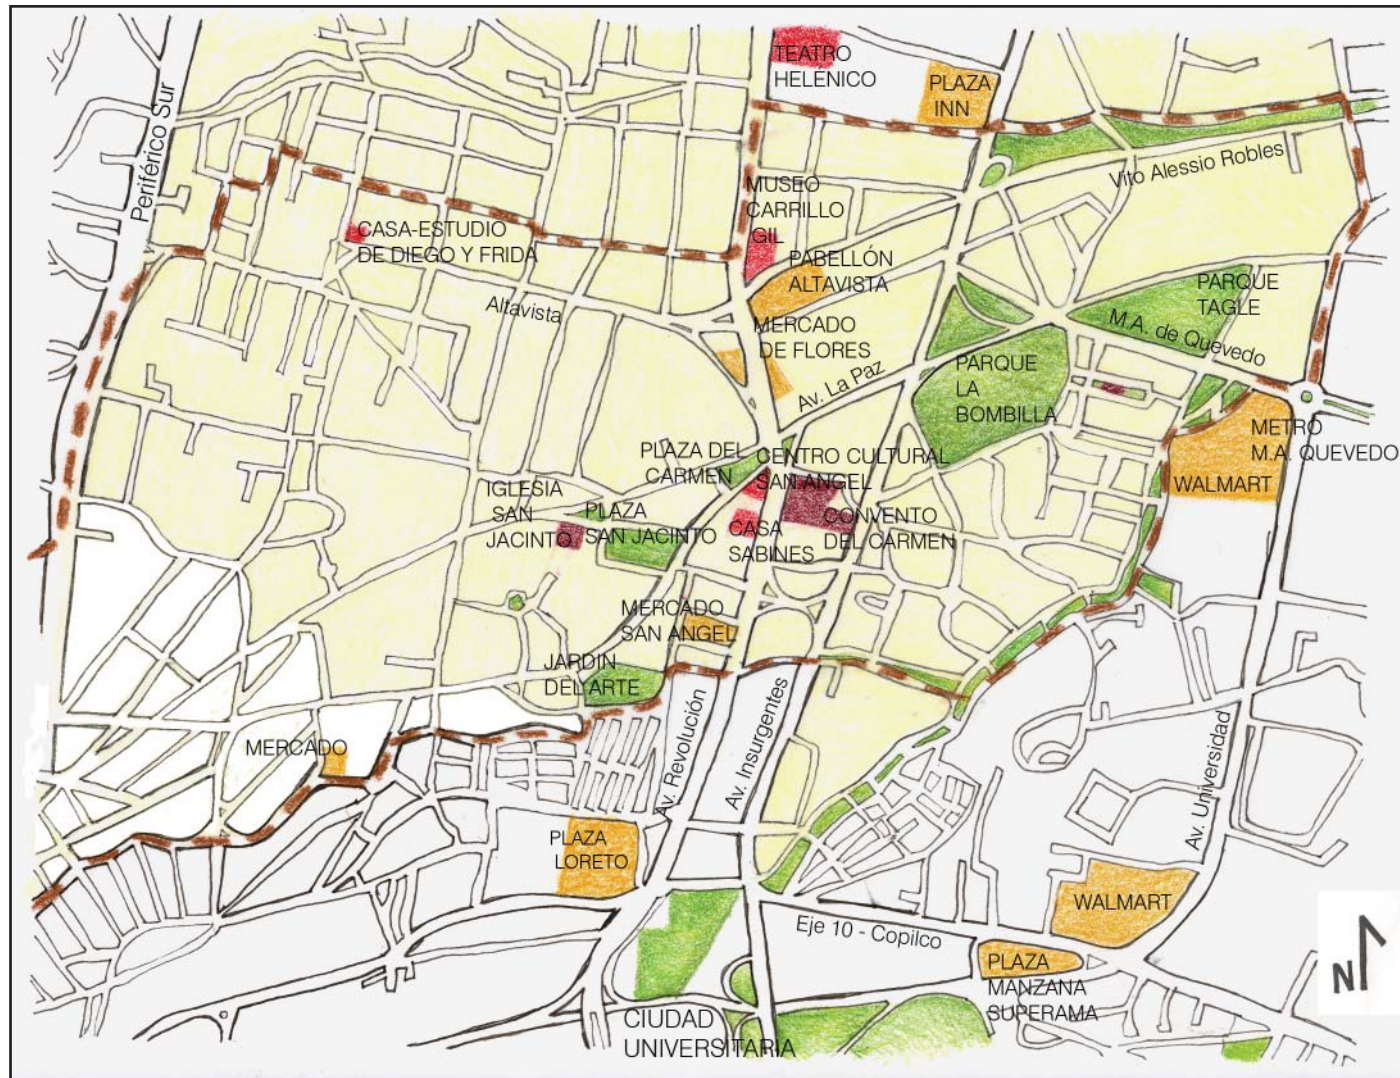 TEATRO
HELÉNICO
PLAZA
INN
Periférico Sur
Vito Alessio Robles
MUSEO
CARRILLO
GIL
CASA-ESTUDIO
DE DIEGO Y FRIDA
PABELLÓN
ALTAVISTA
PARQUE
TAGLE
Altavista
MERCADO
DE FLORES
M.A. de Quevedo
Av. La Paz
PARQUE
LA
BOMBILLA
METRO
M.A. QUEVEDO
WALMART
PLAZA DEL
CARMEN
CENTRO CULTURAL
SAN ANGEL
IGLESIA
SAN
JACINTO
PLAZA
SAN JACINTO
CASA
SABINES
CONVENTO
DEL CARMEN
MERCADO
SAN ANGEL
JARDIN
DEL ARTE
MERCADO
Av. Revolución
Av. Insurgentes
Av. Universidad
PLAZA
LORETO
WALMART
Eje 10 - Copilco
PLAZA
MANZANA
SUPERAMA
CIUDAD
UNIVERSITARIA
N